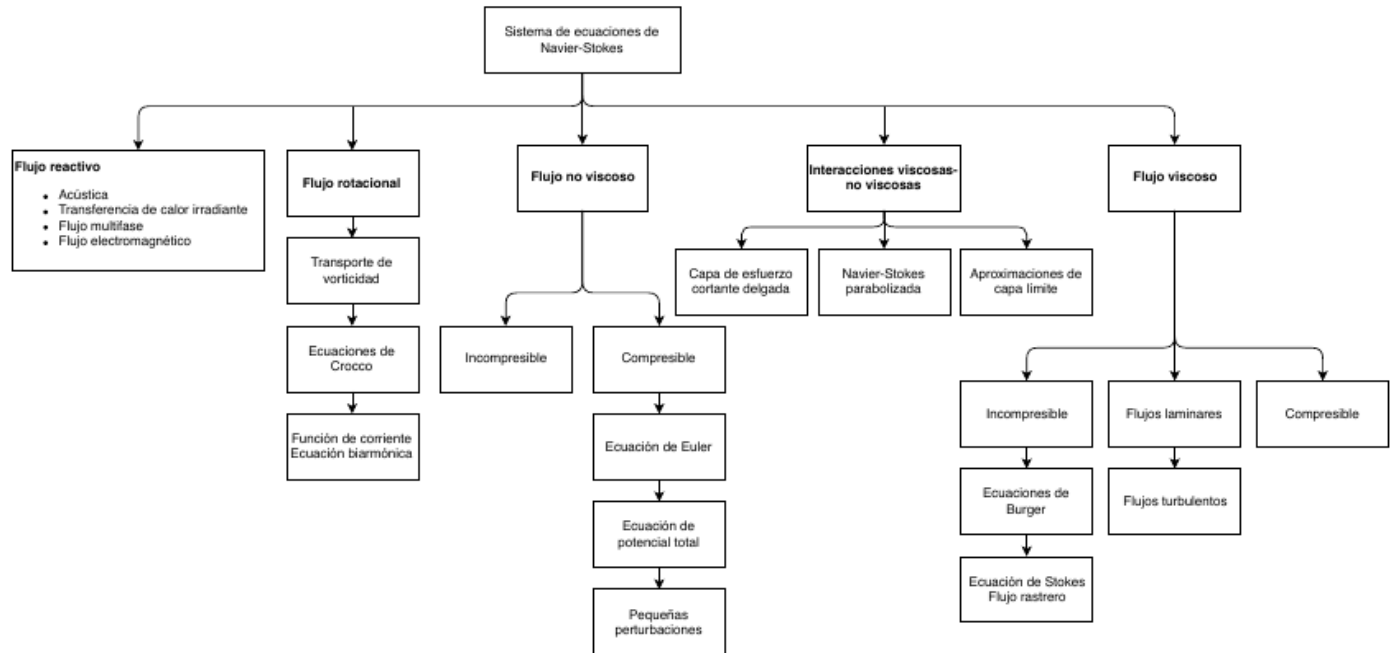 Sistema de ecuaciones de
Navier-Stokes
Flujo reactivo
Acústica
Transferencia de calor irradiante
Flujo multifase
Flujo electromagnético
Flujo rotacional
Transporte de
vorticidad
Ecuaciones de
Crocco
Función de corriente
Ecuación biarmónica
Flujo no viscoso
Incompresible
Compresible
Ecuación de Euler
Ecuación de
potencial total
Pequeñas
perturbaciones
Interacciones viscosas-
no viscosas
Capa de esfuerzo
cortante delgada
Navier-Stokes
parabolizada
Aproximaciones de
capa límite
Flujo viscoso
Incompresible
Ecuaciones de
Burger
Ecuación de Stokes
Flujo rastrero
Flujos laminares
Flujos turbulentos
Compresible